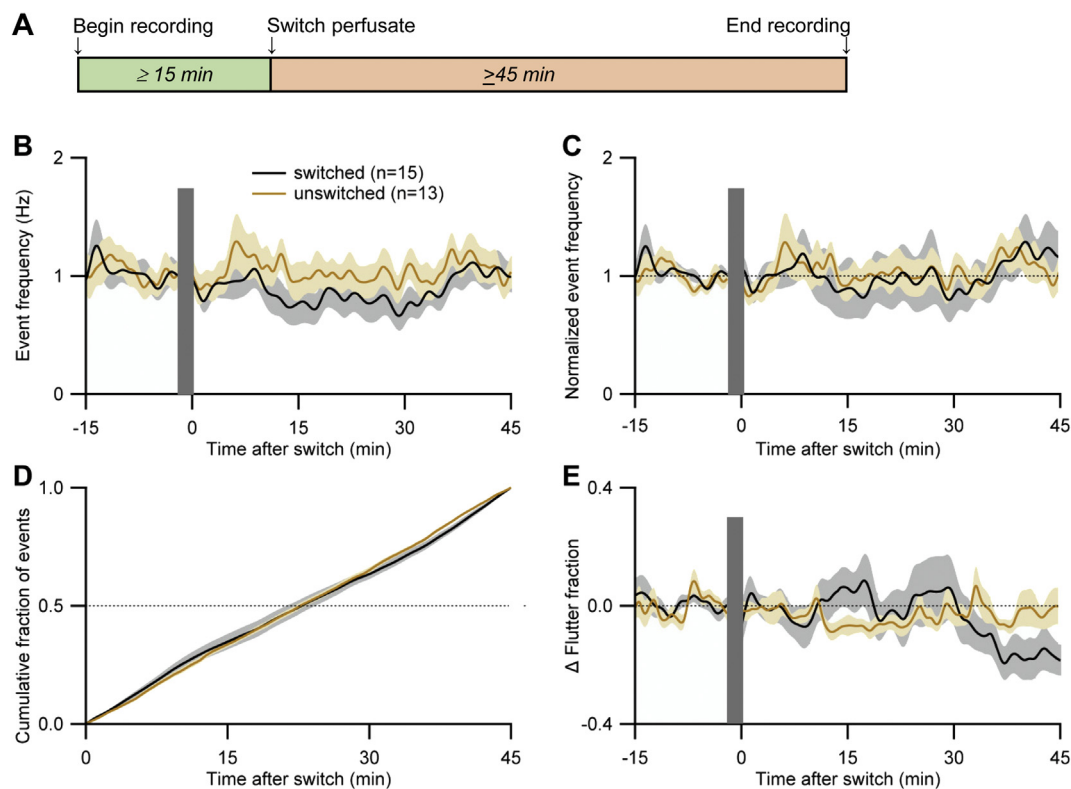 A
Begin recording
Switch perfusate
End recording
≥ 15 min
≥45 min
B
Event frequency (Hz)
2
1
0
switched (n=15)
unswitched (n=13)
-15
0
15
30
45
Time after switch (min)
C
Normalized event frequency
2
1
0
-15
0
15
30
45
Time after switch (min)
D
Cumulative fraction of events
1.0
0.5
0.0
0
15
30
45
Time after switch (min)
E
Δ Flutter fraction
0.4
0.0
-0.4
-15
0
15
30
45
Time after switch (min)